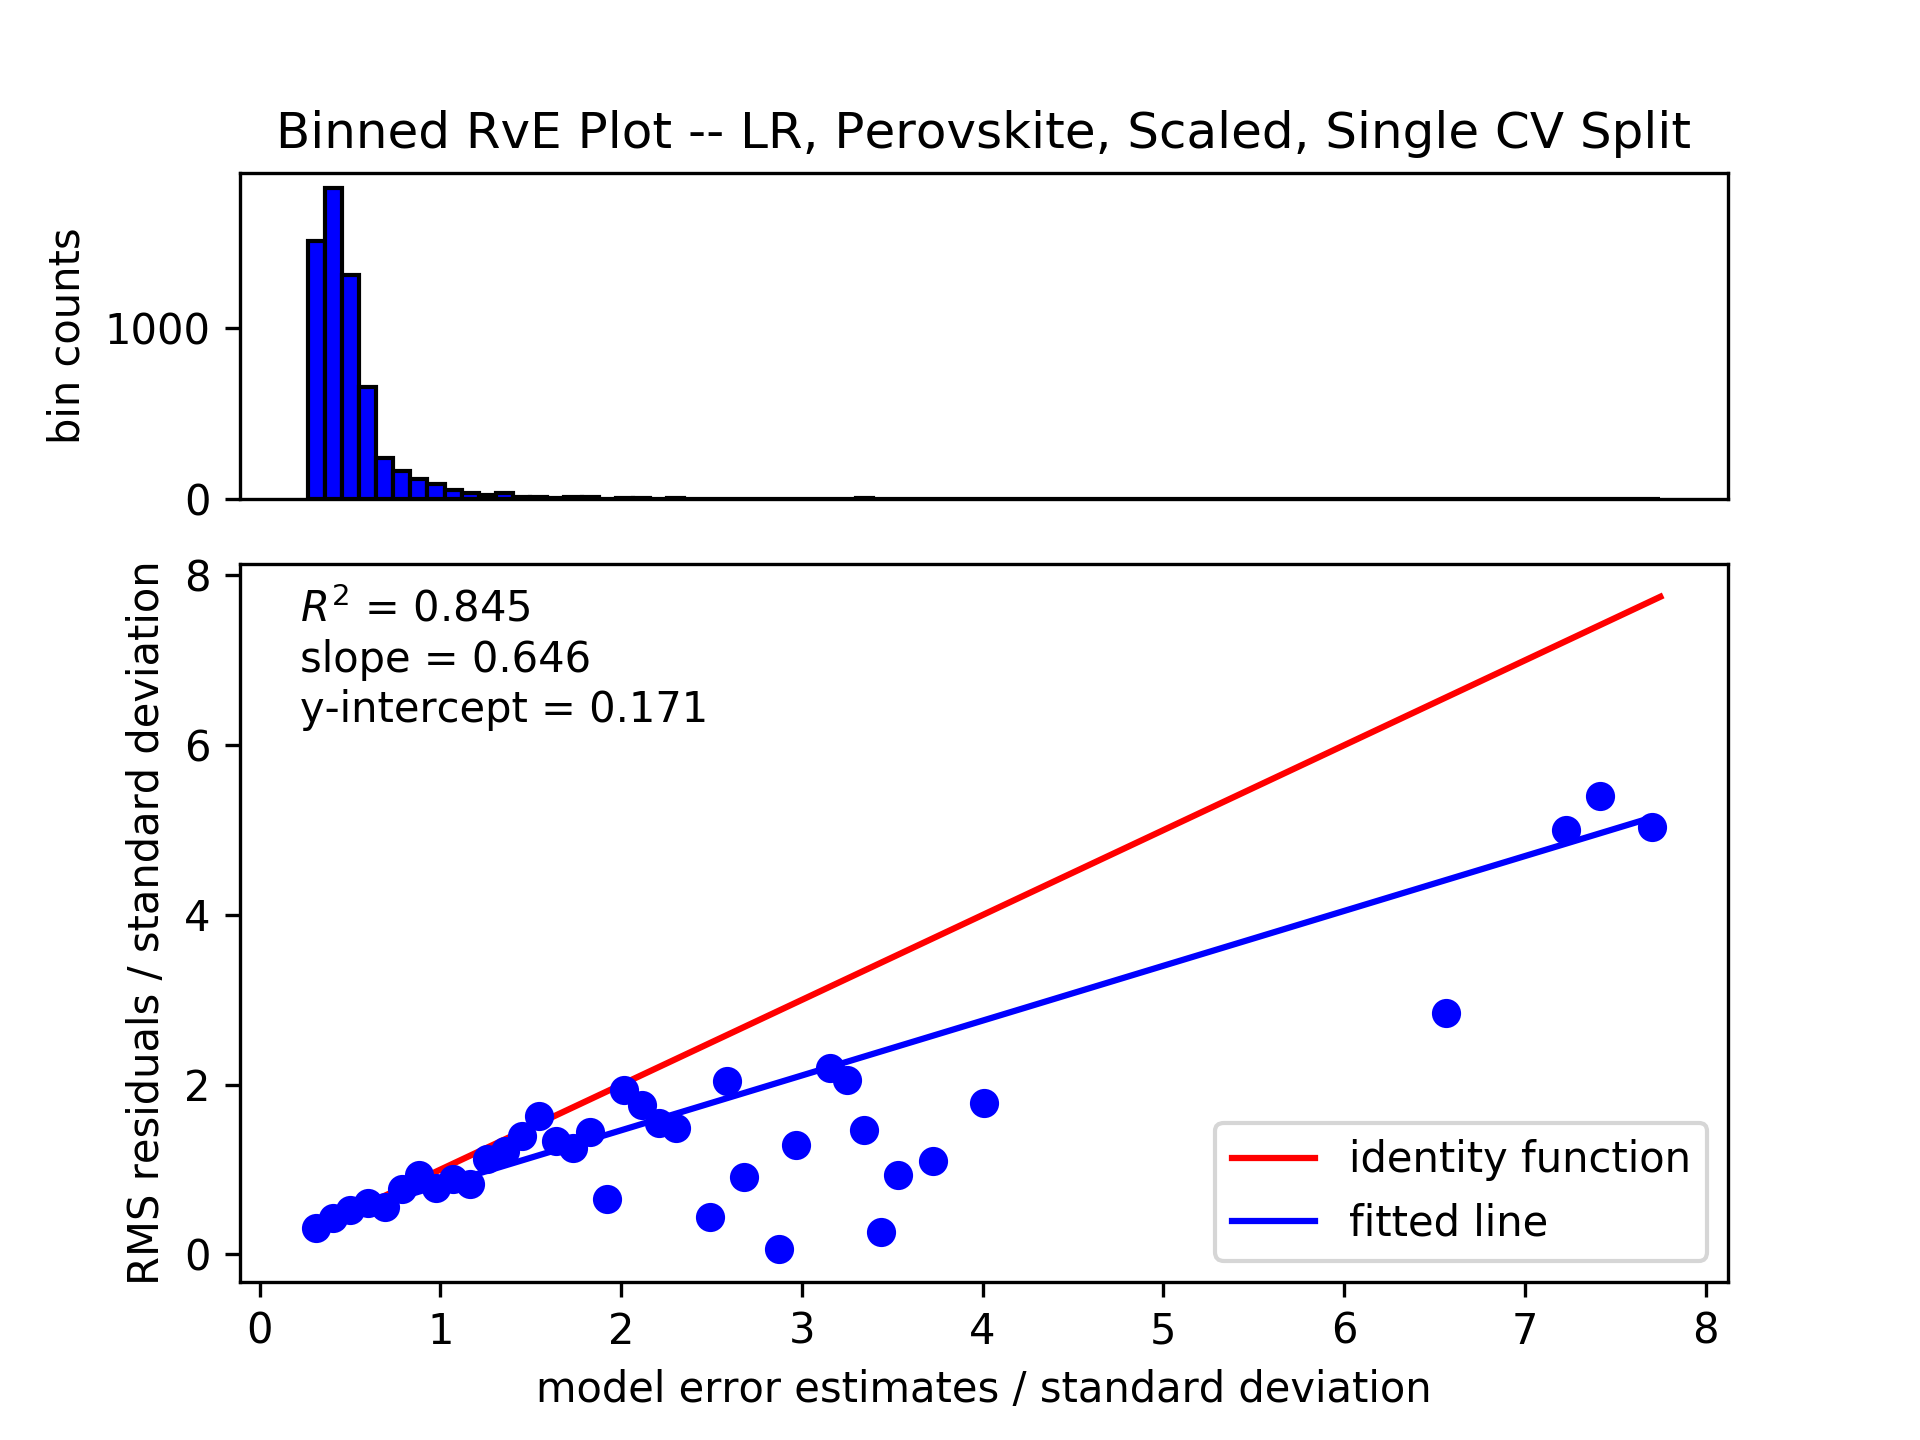 Binned RvE Plot -- LR, Perovskite, Scaled, Single CV Split
bin counts
1000
0
RMS residuals / standard deviation
8
6
4
2
0
R² = 0.845
slope = 0.646
y-intercept = 0.171
identity function
fitted line
0 1 2 3 4 5 6 7 8
model error estimates / standard deviation